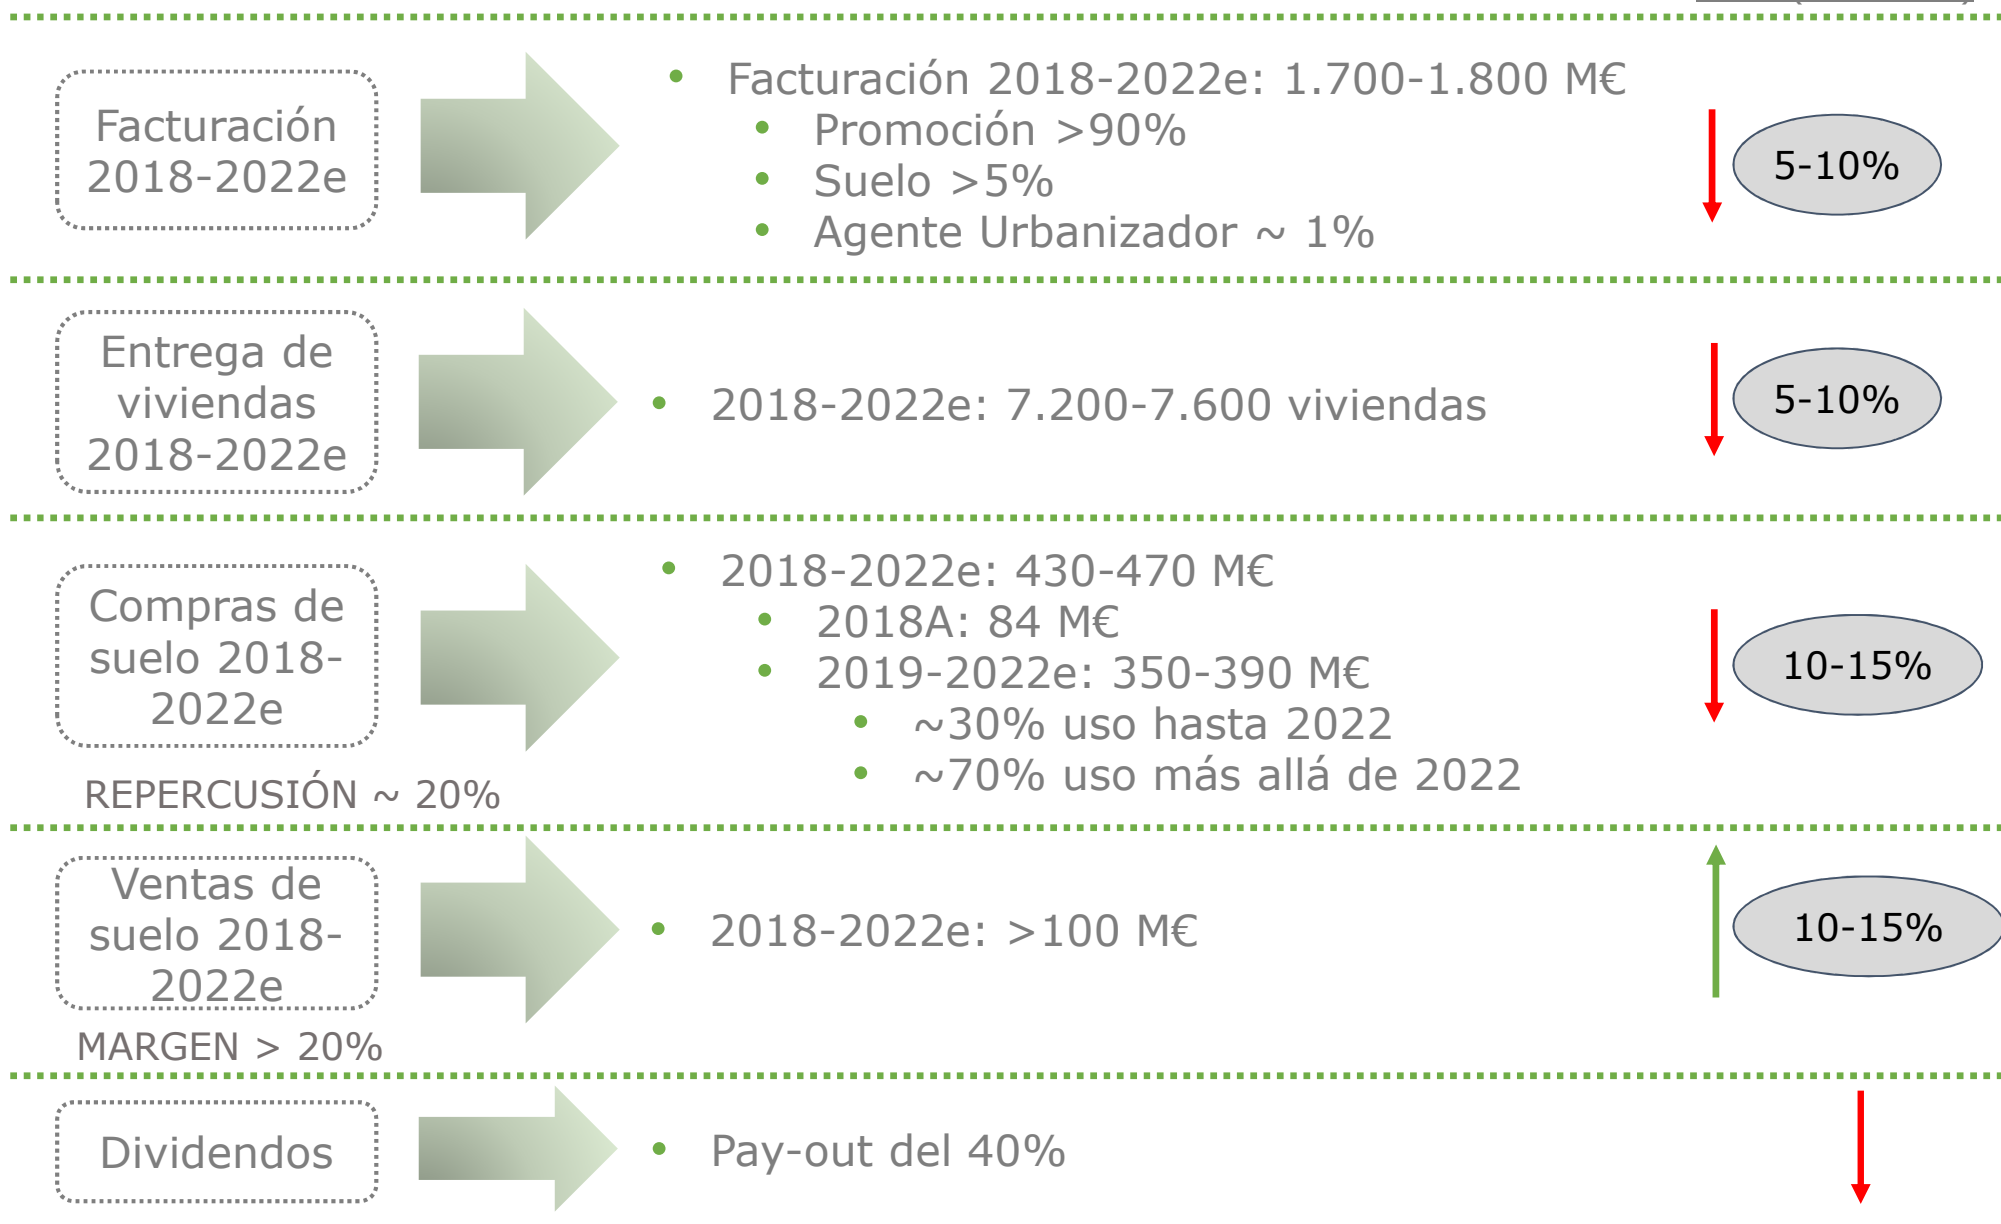 Facturación
2018-2022e
• Facturación 2018-2022e: 1.700-1.800 M€
• Promoción >90%
• Suelo >5%
• Agente Urbanizador ~ 1%
5-10%
Entrega de
viviendas
2018-2022e
• 2018-2022e: 7.200-7.600 viviendas
5-10%
Compras de
suelo 2018-
2022e
REPERCUSIÓN ~ 20%
• 2018-2022e: 430-470 M€
• 2018A: 84 M€
• 2019-2022e: 350-390 M€
• ~30% uso hasta 2022
• ~70% uso más allá de 2022
10-15%
Ventas de
suelo 2018-
2022e
MARGEN > 20%
• 2018-2022e: >100 M€
10-15%
Dividendos
• Pay-out del 40%